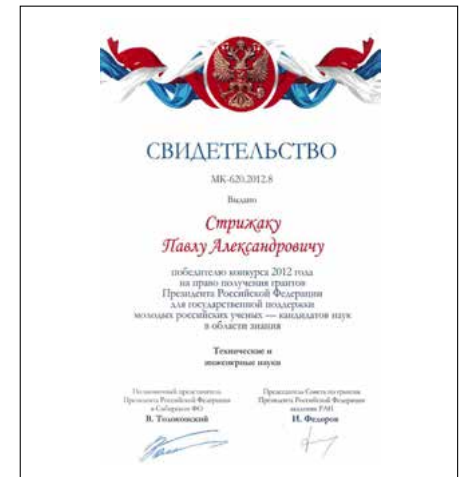 СВИДЕТЕЛЬСТВО
МК-620.2012.8
Выдано
Стрижаку
Павлу Александровичу
победителю конкурса 2012 года
на право получения грантов
Президента Российской Федерации
для государственной поддержки
молодых российских ученых — кандидатов наук
в области знания
Технические и
инженерные науки
Полномочный представитель
Президента Российской Федерации
в Сибирском ФО
В. Толоконский
Председатель Совета по грантам
Президента Российской Федерации
академик РАН
И. Федоров